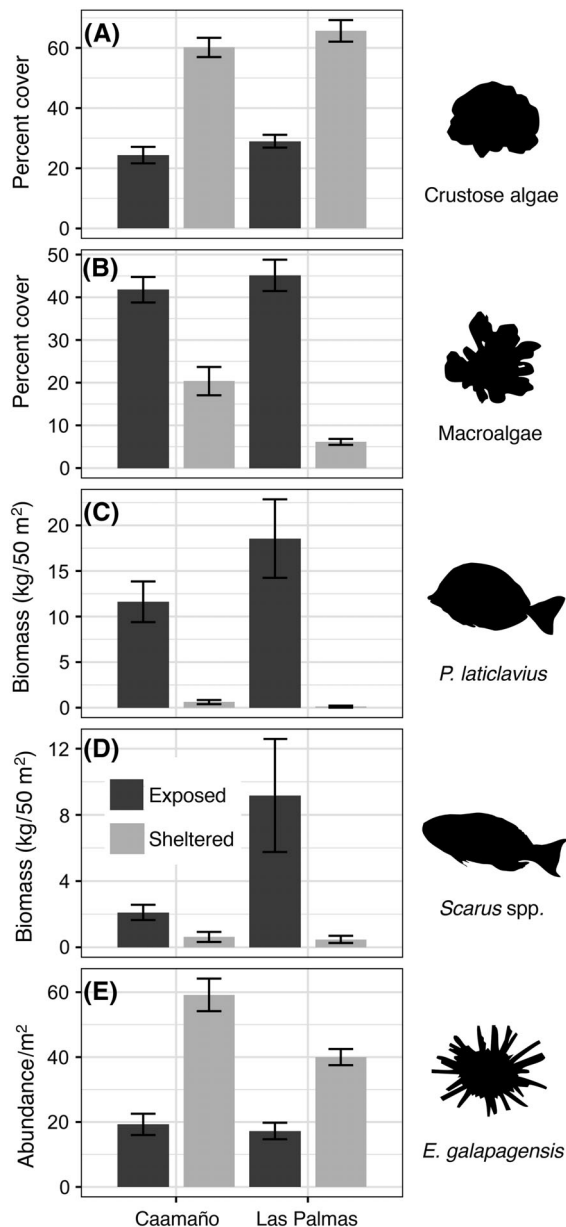 (A)
Percent cover
60
40
20
0
Crustose algae
(B)
Percent cover
50
40
30
20
10
0
Macroalgae
(C)
Biomass (kg/50 m²)
20
15
10
5
0
P. laticlavius
(D)
Biomass (kg/50 m²)
12
8
4
0
Exposed
Sheltered
Scarus spp.
(E)
Abundance/m²
60
40
20
0
E. galapagensis
Caamaño Las Palmas